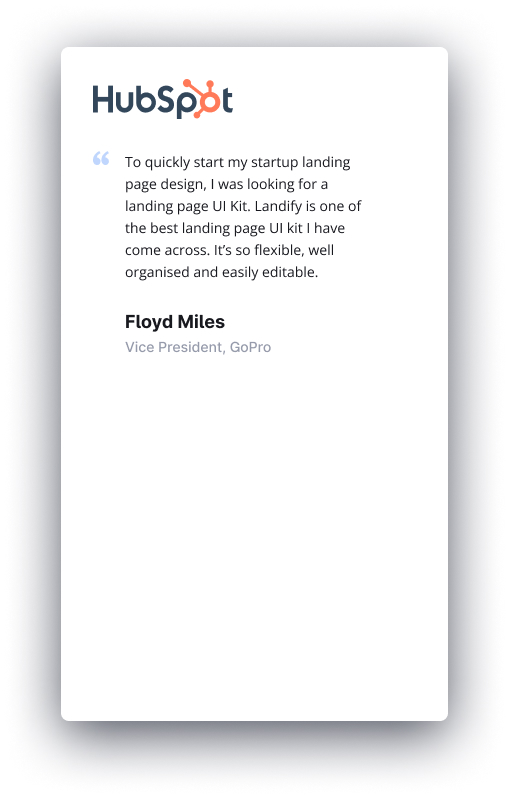 HubSpot
“ To quickly start my startup landing
page design, I was looking for a
landing page UI Kit. Landify is one of
the best landing page UI kit I have
come across. It’s so flexible, well
organised and easily editable.
Floyd Miles
Vice President, GoPro